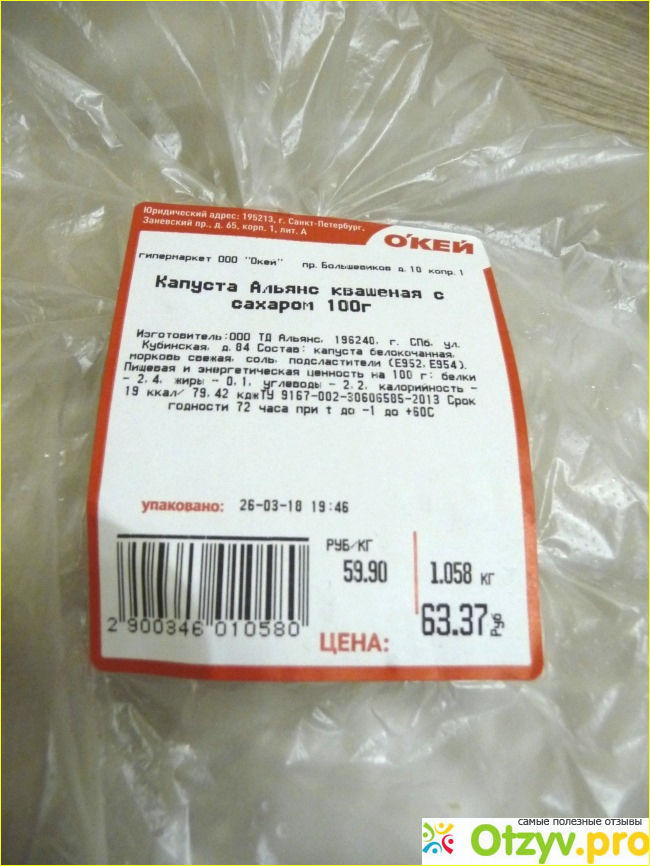 Юридический адрес: 195213, г. Санкт-Петербург,
Заневский пр., д. 65, корп. 1, лит. А
О'КЕЙ
гипермаркет ООО "Окей" пр. Большевиков д.10 копр.1
Капуста Альянс квашеная с
сахаром 100г
Изготовитель:ООО ТД Альянс, 196240, г. СПб, ул.
Кубинская, д.84 Состав: капуста белокочанная,
морковь свежая, соль, подсластители (Е952,Е954).
Пищевая и энергетическая ценность на 100 г: белки
- 2,4, жиры - 0,1, углеводы - 2,2, калорийность -
19 ккал/ 79,42 кджТУ 9167-002-30606585-2013 Срок
годности 72 часа при t до -1 до +60С
упаковано: 26-03-18 19:46
РУБ/КГ
59.90 1.058 кг
2 900346 010580
ЦЕНА: 63.37 Руб
самые полезные отзывы
Otzyv.pro